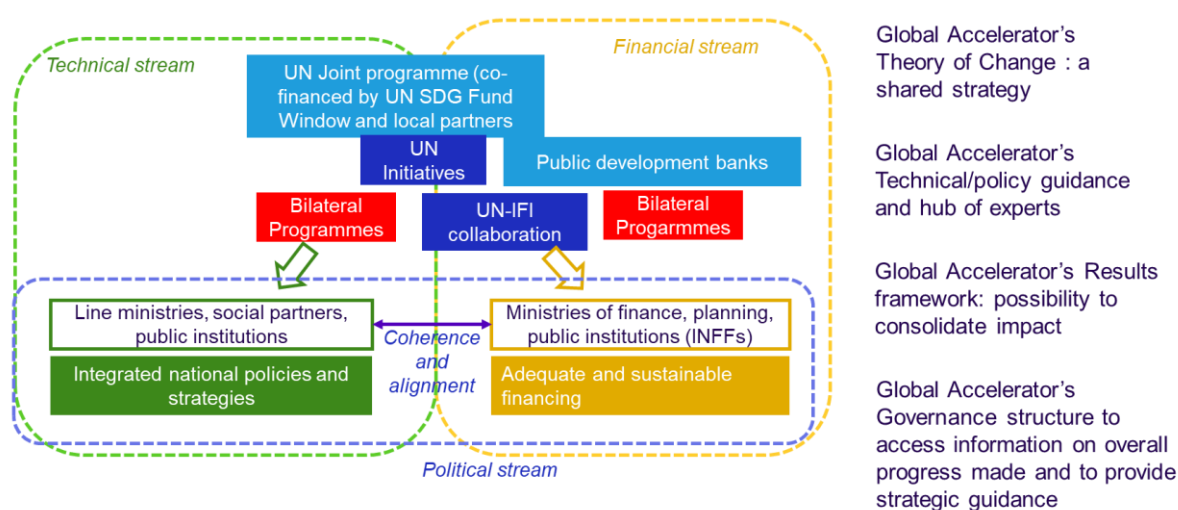 Technical stream
Financial stream
UN Joint programme (co-
financed by UN SDG Fund
Window and local partners
UN
Initiatives
Public development banks
Bilateral
Programmes
UN-IFI
collaboration
Bilateral
Progarmmes
Line ministries, social partners,
public institutions
Coherence
and
alignment
Ministries of finance, planning,
public institutions (INFFs)
Integrated national policies and
strategies
Adequate and sustainable
financing
Political stream
Global Accelerator’s
Theory of Change : a
shared strategy
Global Accelerator’s
Technical/policy guidance
and hub of experts
Global Accelerator’s Results
framework: possibility to
consolidate impact
Global Accelerator’s
Governance structure to
access information on overall
progress made and to provide
strategic guidance